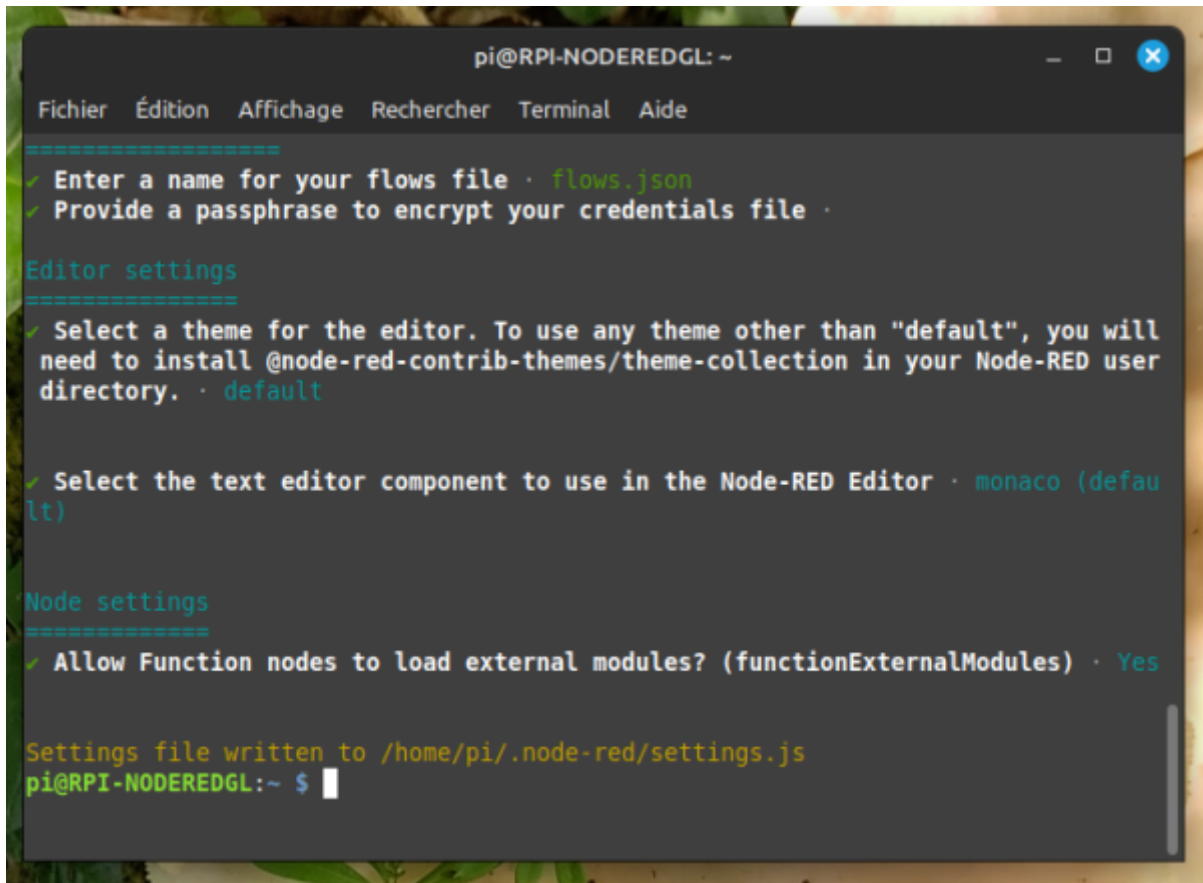 pi@RPI-NODEREDGL: ~
Fichier Édition Affichage Rechercher Terminal Aide
==================
✔ Enter a name for your flows file · flows.json
✔ Provide a passphrase to encrypt your credentials file ·
Editor settings
===============
✔ Select a theme for the editor. To use any theme other than "default", you will
need to install @node-red-contrib-themes/theme-collection in your Node-RED user
directory. · default
✔ Select the text editor component to use in the Node-RED Editor · monaco (defau
lt)
Node settings
=============
✔ Allow Function nodes to load external modules? (functionExternalModules) · Yes
Settings file written to /home/pi/.node-red/settings.js
pi@RPI-NODEREDGL:~ $